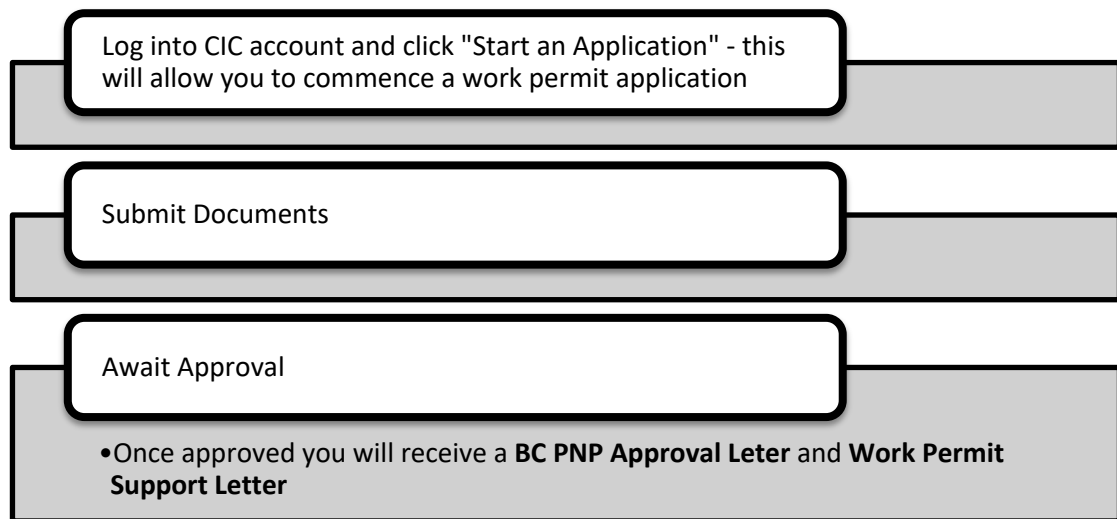 Log into CIC account and click "Start an Application" - this
will allow you to commence a work permit application
Submit Documents
Await Approval
•Once approved you will receive a BC PNP Approval Leter and Work Permit
Support Letter